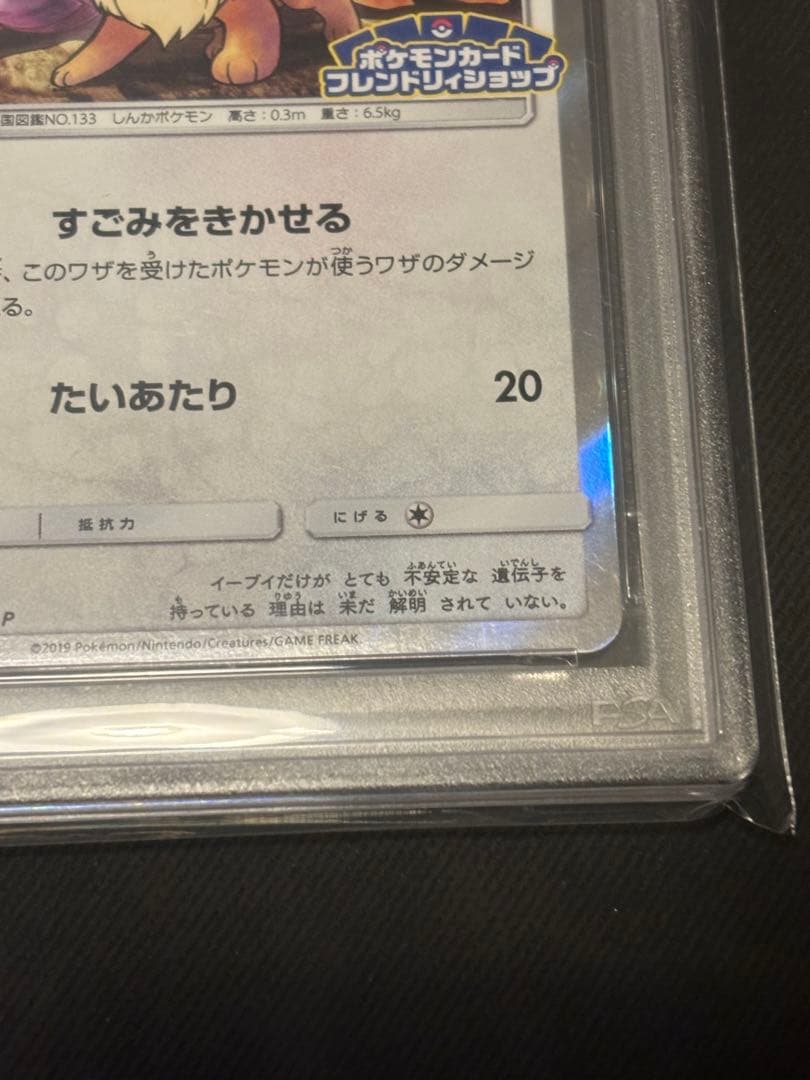 ポケモンカード
フレンドリィショップ
国図鑑NO.133 しんかポケモン 高さ：0.3m 重さ：6.5kg
すごみをきかせる
、このワザを受けたポケモンが使うワザのダメージ
る。
たいあたり 20
抵抗力 にげる
イーブイだけが とても 不安定な 遺伝子を
持っている 理由は 未だ 解明 されて いない。
P
©2019 Pokémon/Nintendo/Creatures/GAME FREAK
PSA